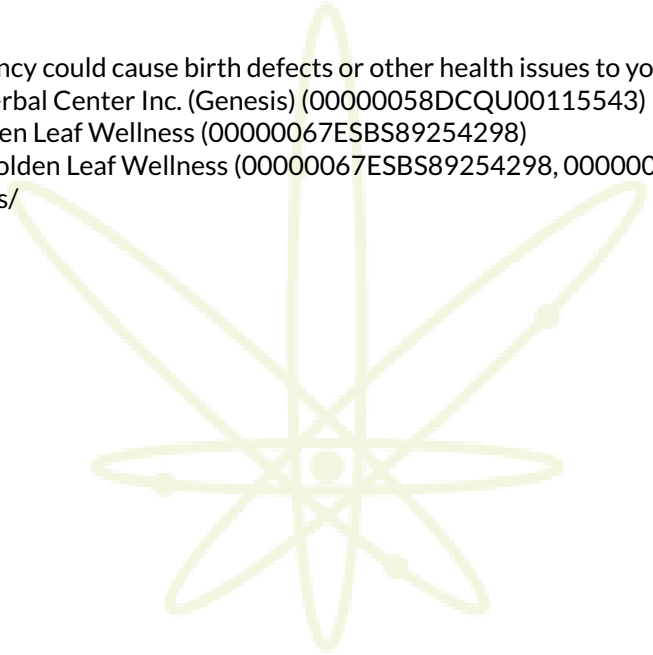 ncy could cause birth defects or other health issues to yo
erbal Center Inc. (Genesis) (00000058DCQU00115543)
en Leaf Wellness (00000067ESBS89254298)
olden Leaf Wellness (00000067ESBS89254298, 000000
s/